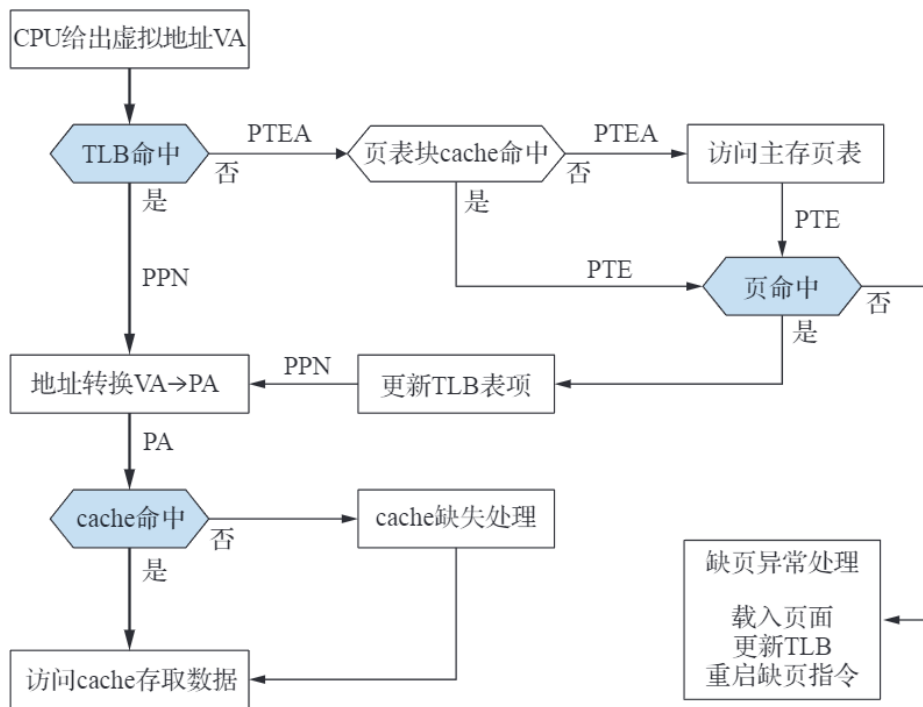 CPU给出虚拟地址VA
TLB命中
PTEA
否
页表块cache命中
PTEA
否
访问主存页表
是
是
PTE
PPN
PTE
页命中
否
是
地址转换VA→PA
PPN
更新TLB表项
PA
cache命中
否
cache缺失处理
是
缺页异常处理
载入页面
更新TLB
重启缺页指令
访问cache存取数据